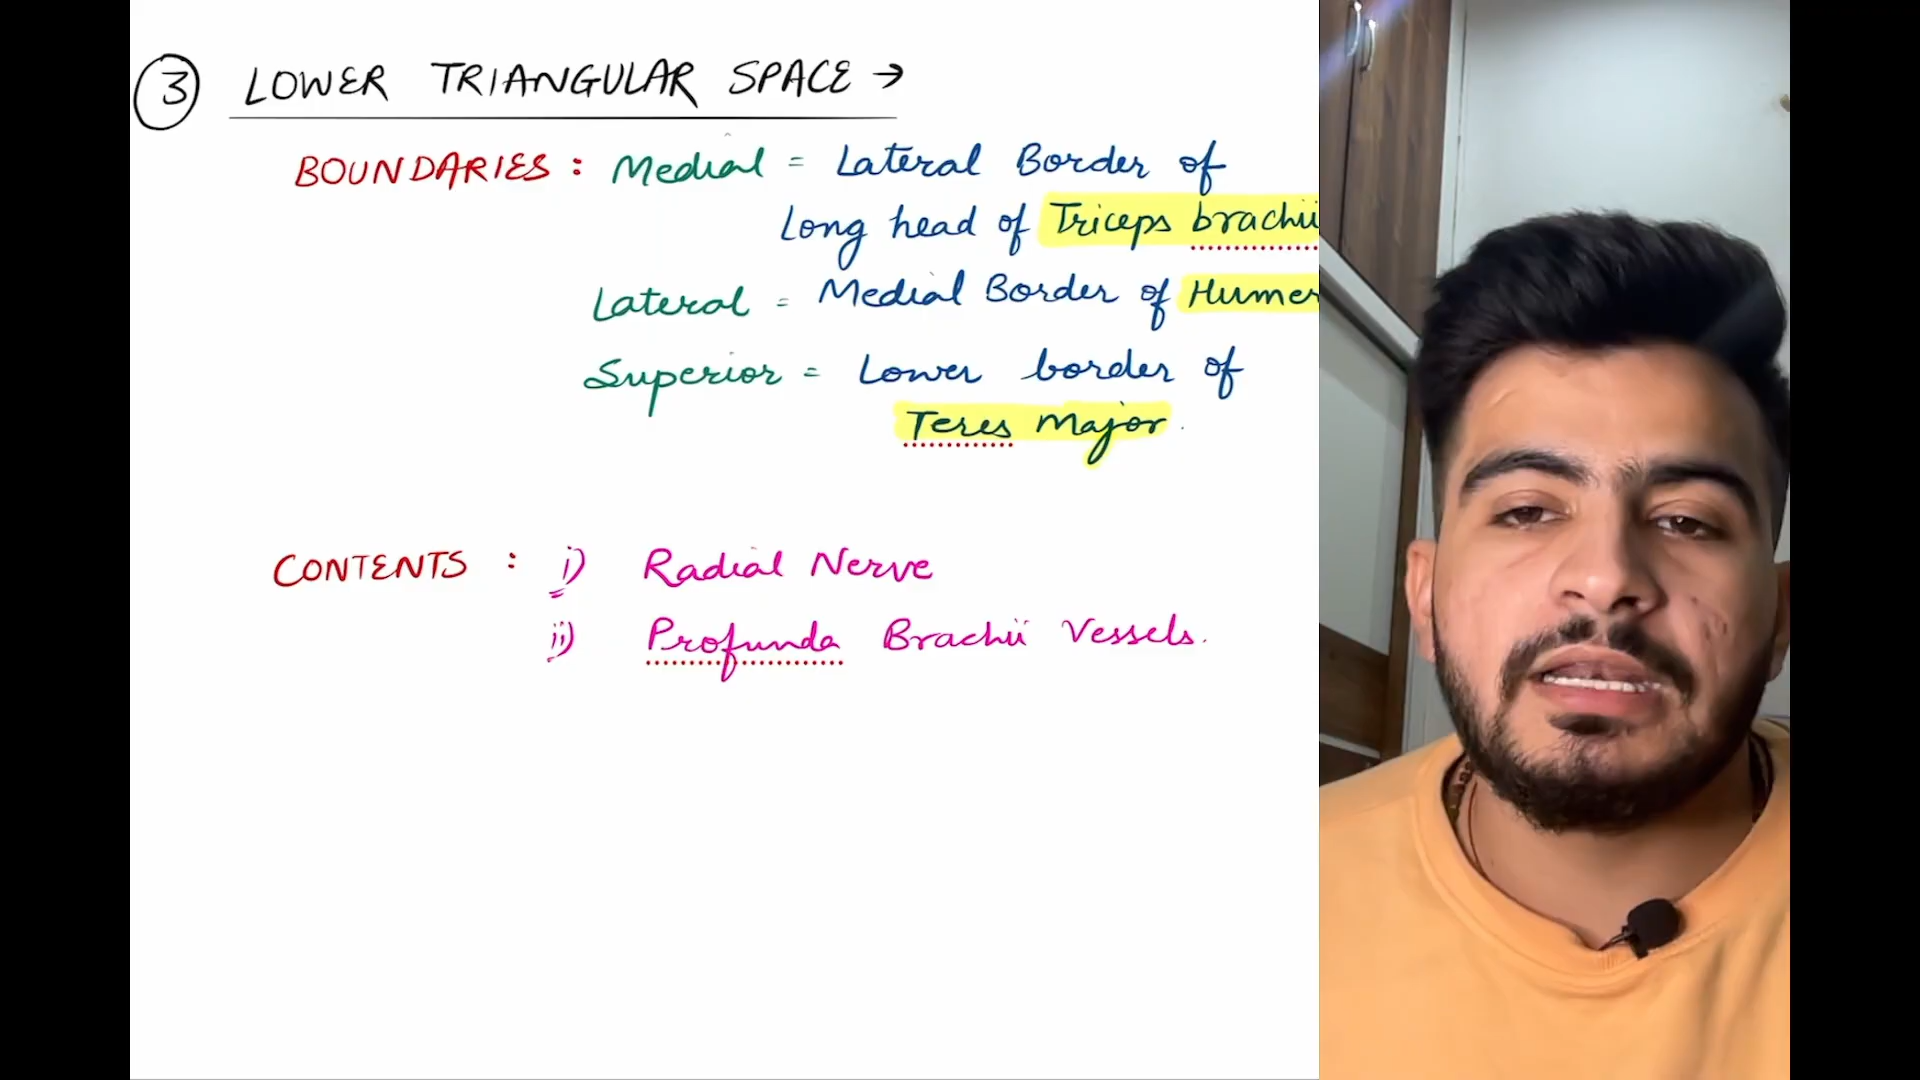 3 LOWER TRIANGULAR SPACE →
BOUNDARIES : Medial = Lateral Border of
Long head of Triceps brachii
Lateral = Medial Border of Humer
Superior = Lower border of
Teres Major.
CONTENTS : i) Radial Nerve
ii) Profunda Brachii Vessels.